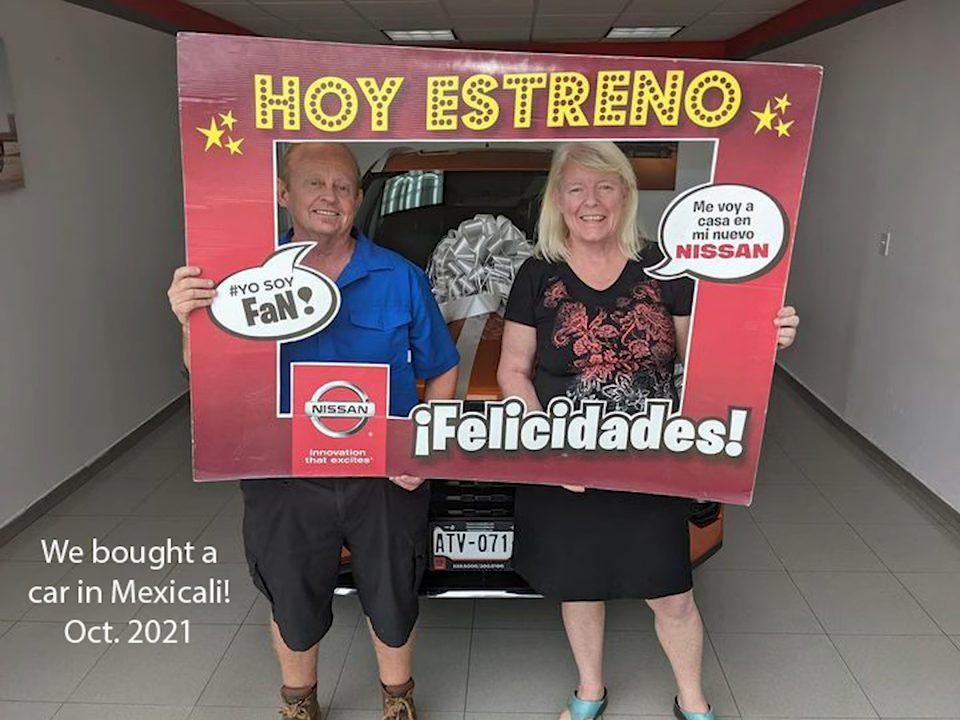 HOY ESTRENO
Me voy a
casa en
mi nuevo
NISSAN
#YO SOY
FaN!
NISSAN
Innovation
that excites
¡Felicidades!
ATV-071
We bought a
car in Mexicali!
Oct. 2021